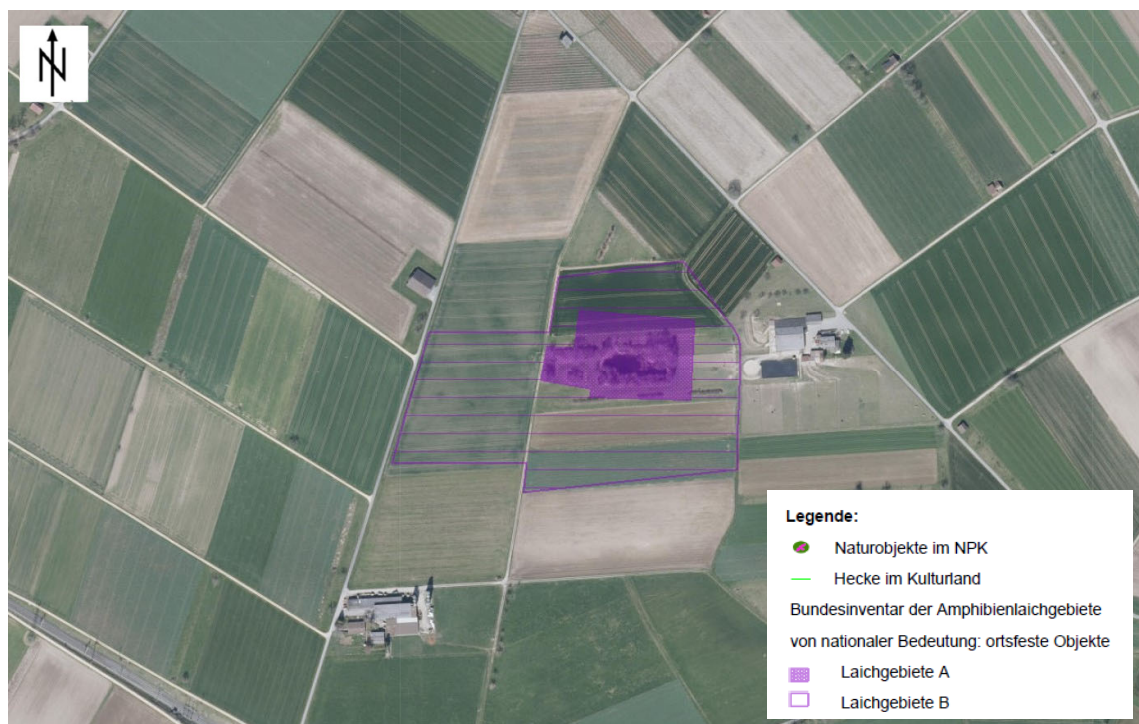 N
Legende:
Naturobjekte im NPK
Hecke im Kulturland
Bundesinventar der Amphibienlaichgebiete
von nationaler Bedeutung: ortsfeste Objekte
Laichgebiete A
Laichgebiete B